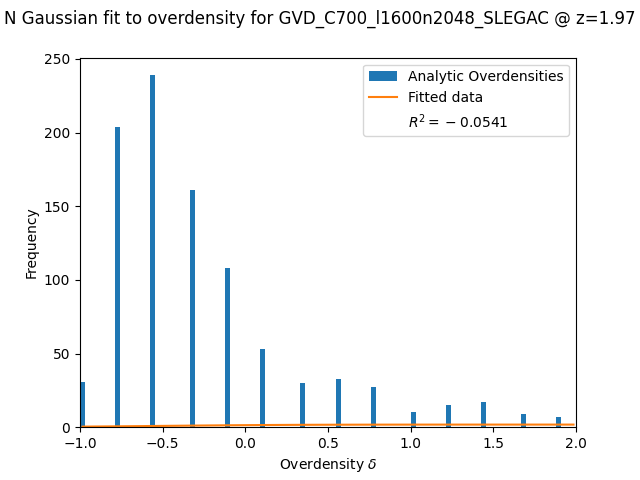 N Gaussian fit to overdensity for GVD_C700_l1600n2048_SLEGAC @ z=1.97
Analytic Overdensities
Fitted data
R² = − 0.0541
250
200
150
100
50
0
Frequency
−1.0 −0.5 0.0 0.5 1.0 1.5 2.0
Overdensity δ